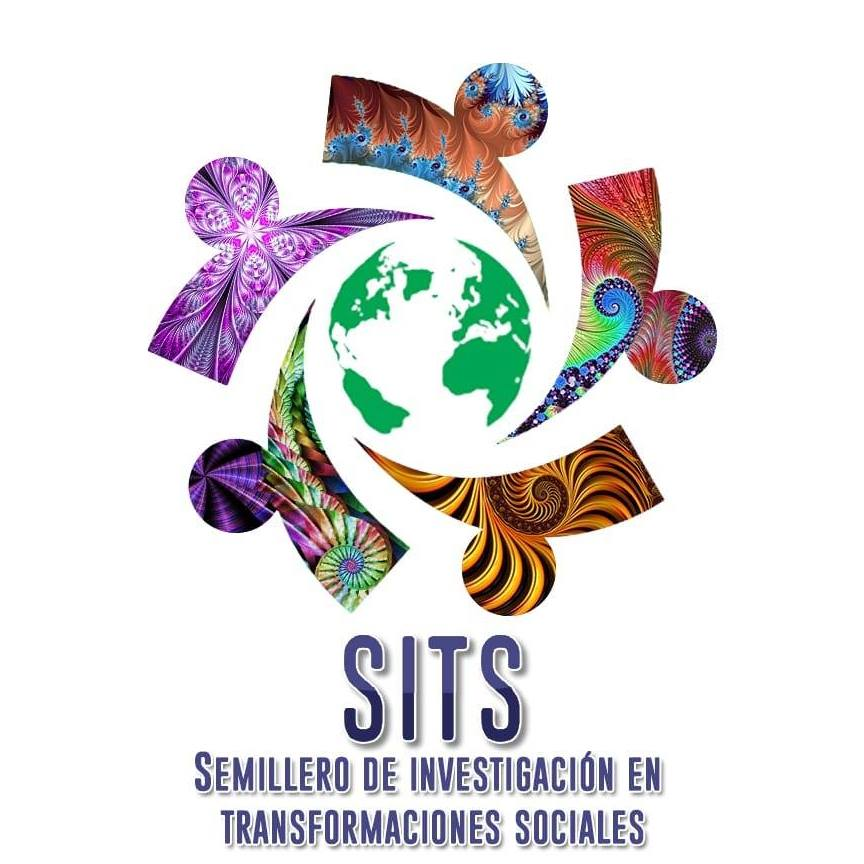 SITS
SEMILLERO DE INVESTIGACIÓN EN
TRANSFORMACIONES SOCIALES